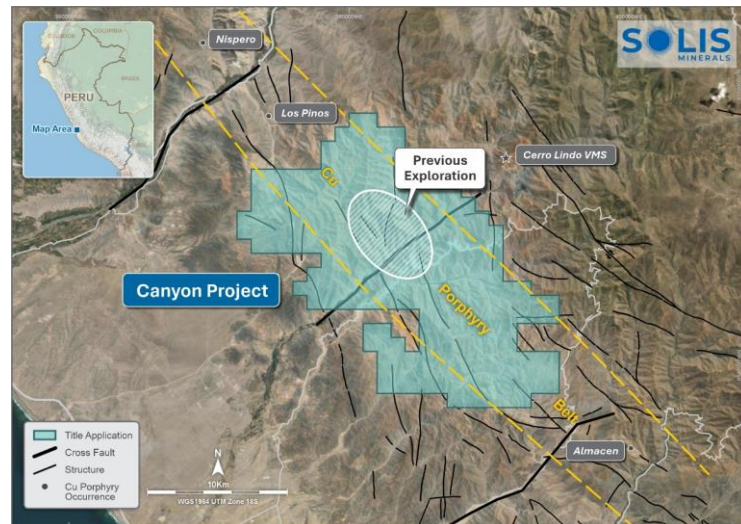 ECUADOR
COLOMBIA
BRAZIL
PERU
Map Area
Nispero
SOLIS
MINERALS
Los Pinos
Cerro Lindo VMS
Previous
Exploration
Cu
Porphyry
Belt
Canyon Project
Almacen
Title Application
Cross Fault
Structure
Cu Porphyry
Occurrence
N
10Km
WGS1984 UTM Zone 18S